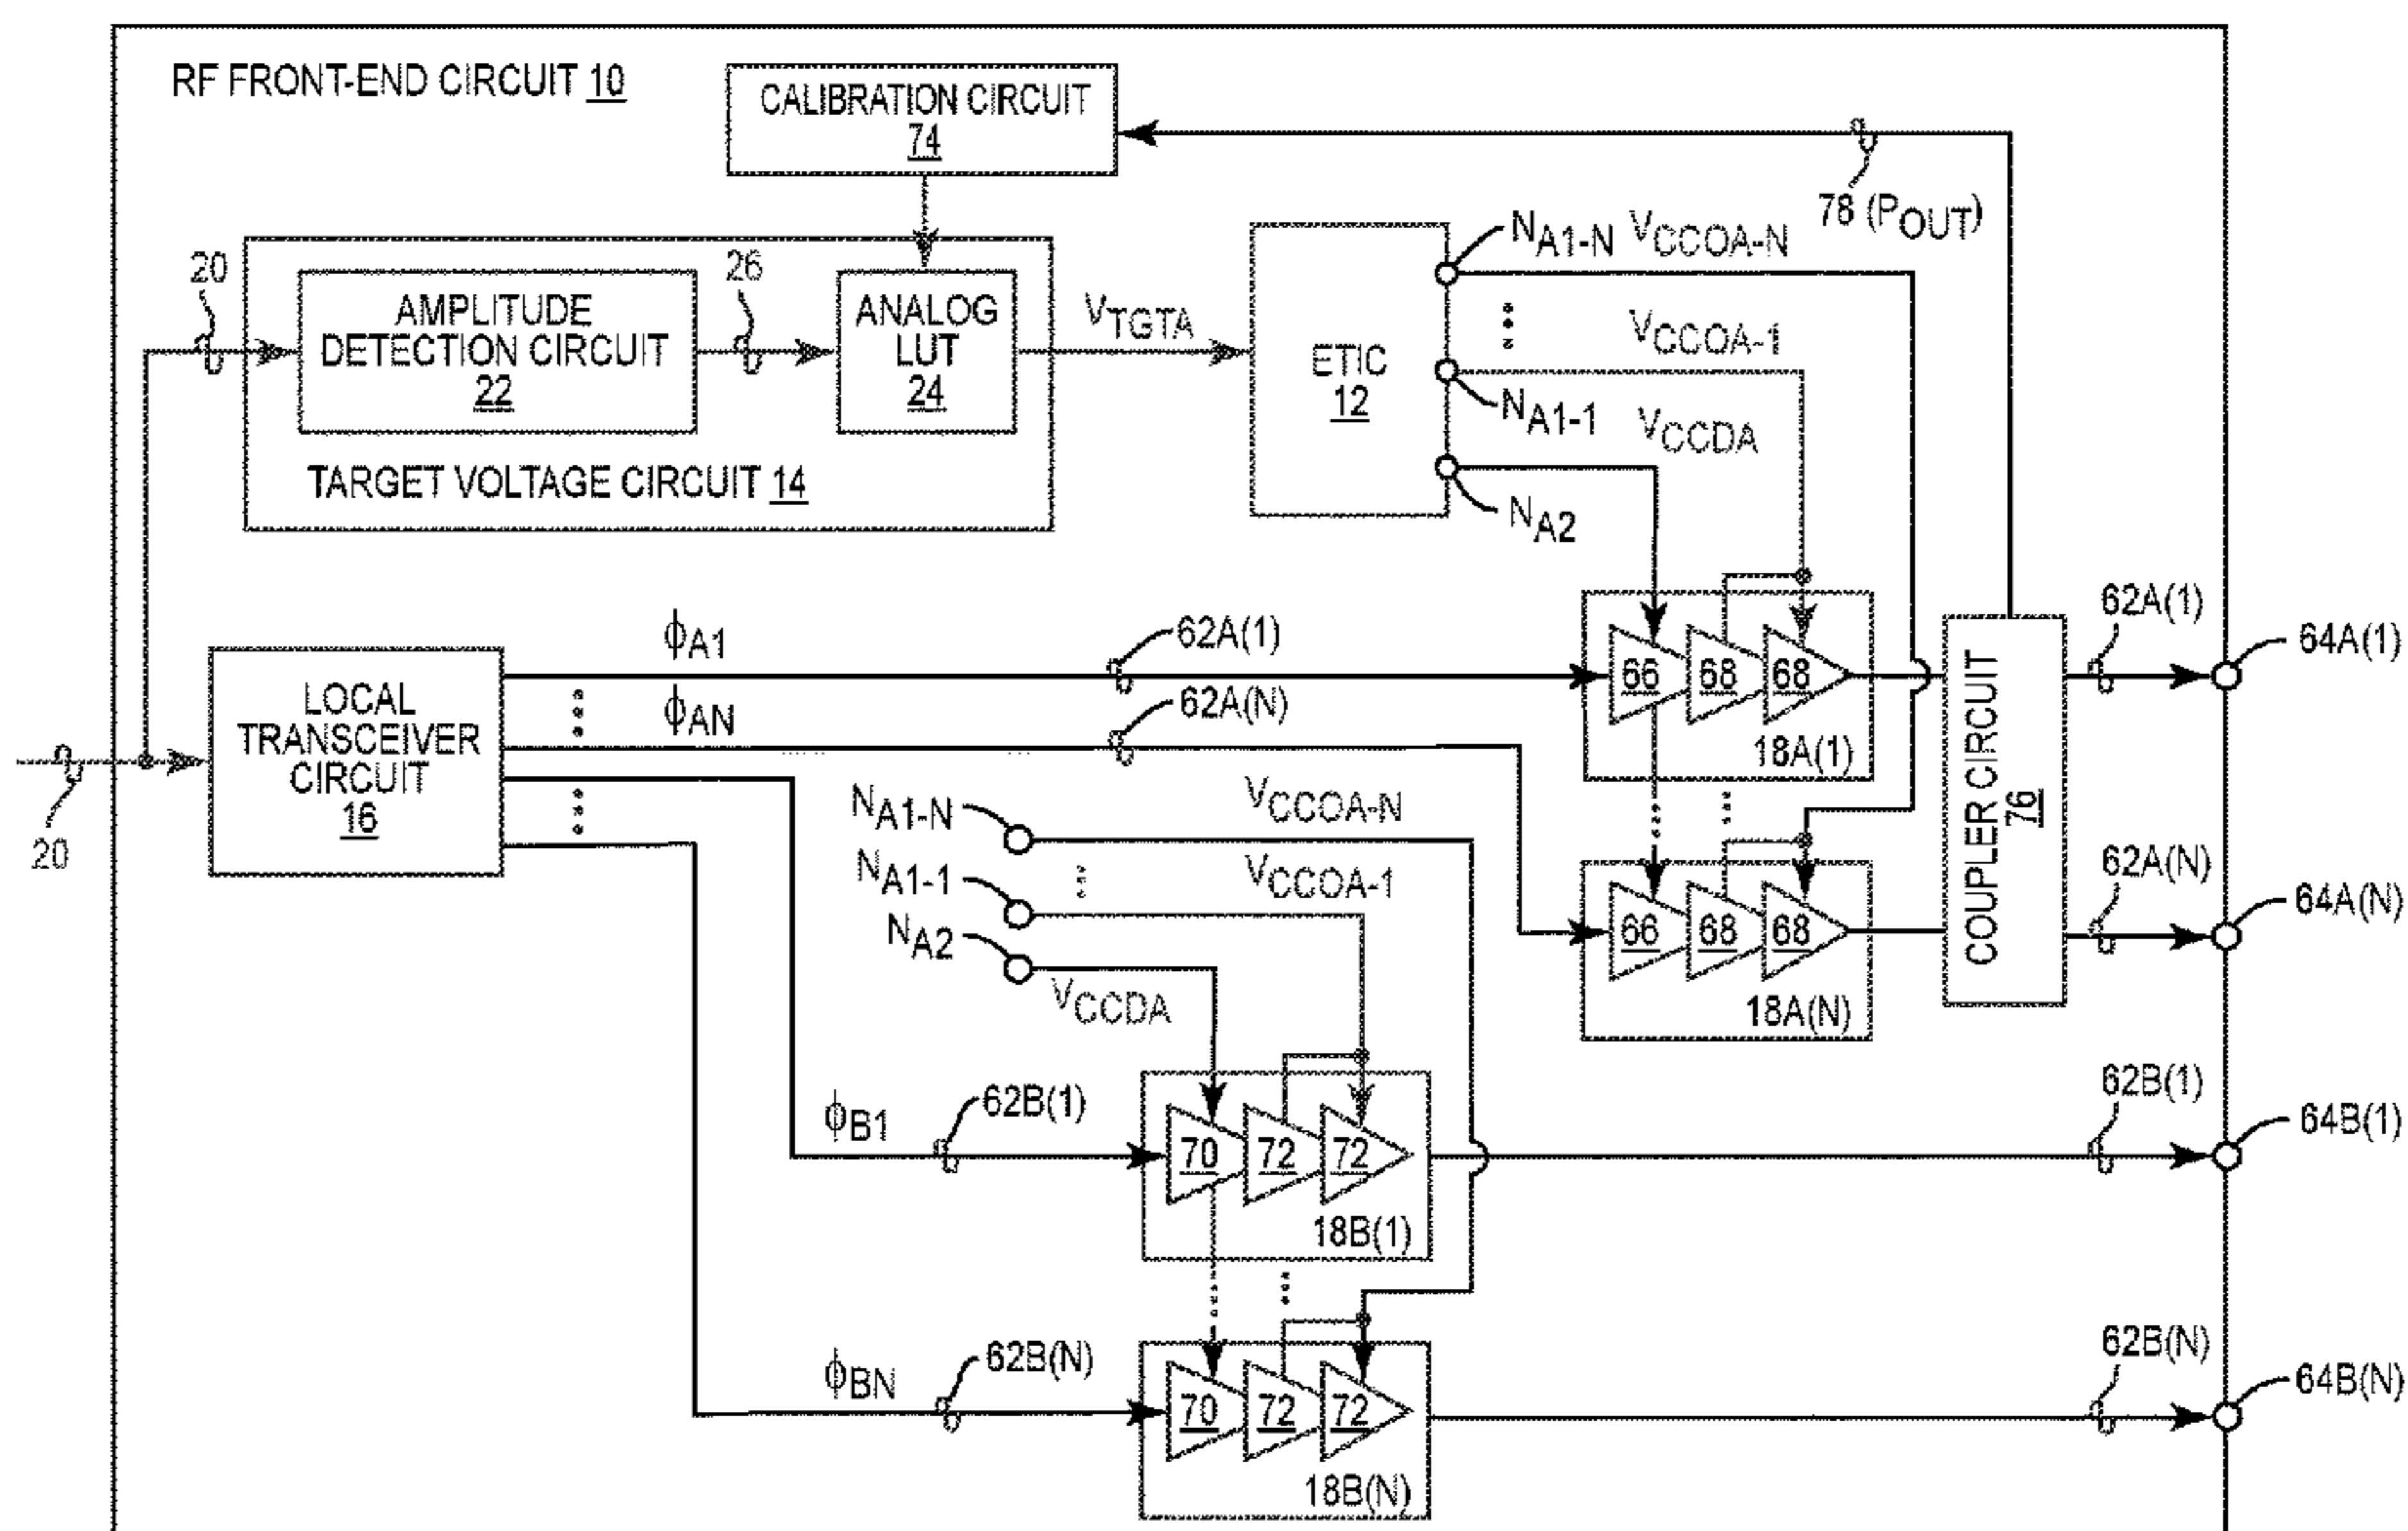 RF FRONT-END CIRCUIT 10
CALIBRATION CIRCUIT
74
78 (POUT)
20
AMPLITUDE
DETECTION CIRCUIT
22
26
ANALOG
LUT
24
TARGET VOLTAGE CIRCUIT 14
VTGTA
ETIC
12
NA1-N
VCCOA-N
VCCOA-1
NA1-1
VCCDA
NA2
LOCAL
TRANSCEIVER
CIRCUIT
16
20
ϕA1
62A(1)
ϕAN
62A(N)
66
68
68
18A(1)
COUPLER CIRCUIT
76
62A(1)
64A(1)
66
68
68
18A(N)
62A(N)
64A(N)
NA1-N
VCCOA-N
NA1-1
VCCOA-1
NA2
VCCDA
ϕB1
62B(1)
70
72
72
18B(1)
62B(1)
64B(1)
ϕBN
62B(N)
70
72
72
18B(N)
62B(N)
64B(N)